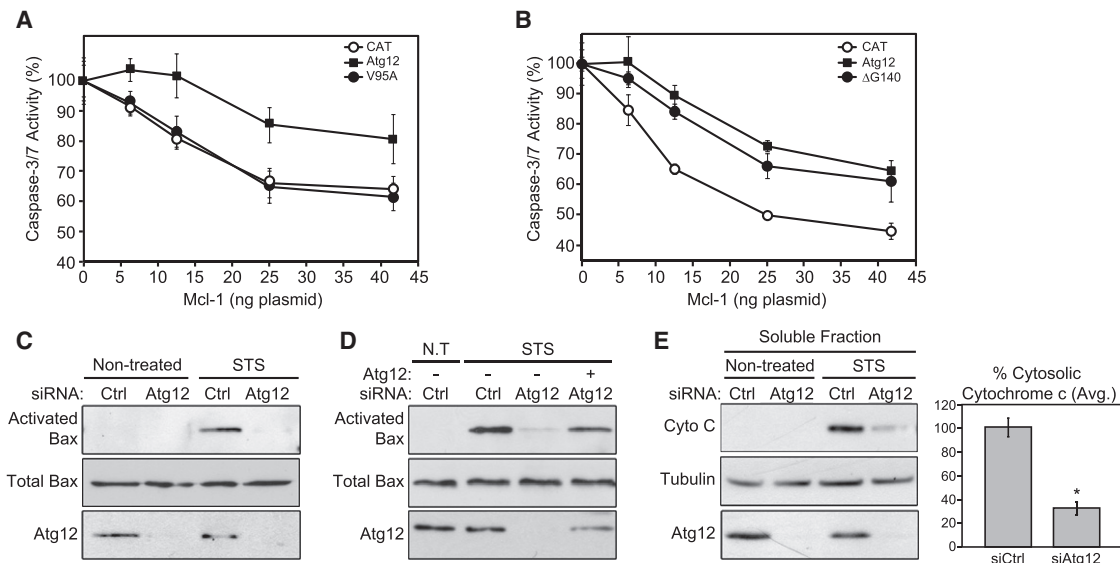 A
Caspase-3/7 Activity (%)
100
90
80
70
60
50
40
0 5 10 15 20 25 30 35 40 45
Mcl-1 (ng plasmid)
CAT
Atg12
V95A
B
Caspase-3/7 Activity (%)
100
90
80
70
60
50
40
0 5 10 15 20 25 30 35 40 45
Mcl-1 (ng plasmid)
CAT
Atg12
ΔG140
C
Non-treated STS
siRNA: Ctrl Atg12 Ctrl Atg12
Activated
Bax
Total Bax
Atg12
D
N.T STS
Atg12: - - - +
siRNA: Ctrl Ctrl Atg12 Atg12
Activated
Bax
Total Bax
Atg12
E
Soluble Fraction
Non-treated STS
siRNA: Ctrl Atg12 Ctrl Atg12
Cyto C
Tubulin
Atg12
% Cytosolic
Cytochrome c (Avg.)
120
100
80
60
40
20
0
*
siCtrl siAtg12